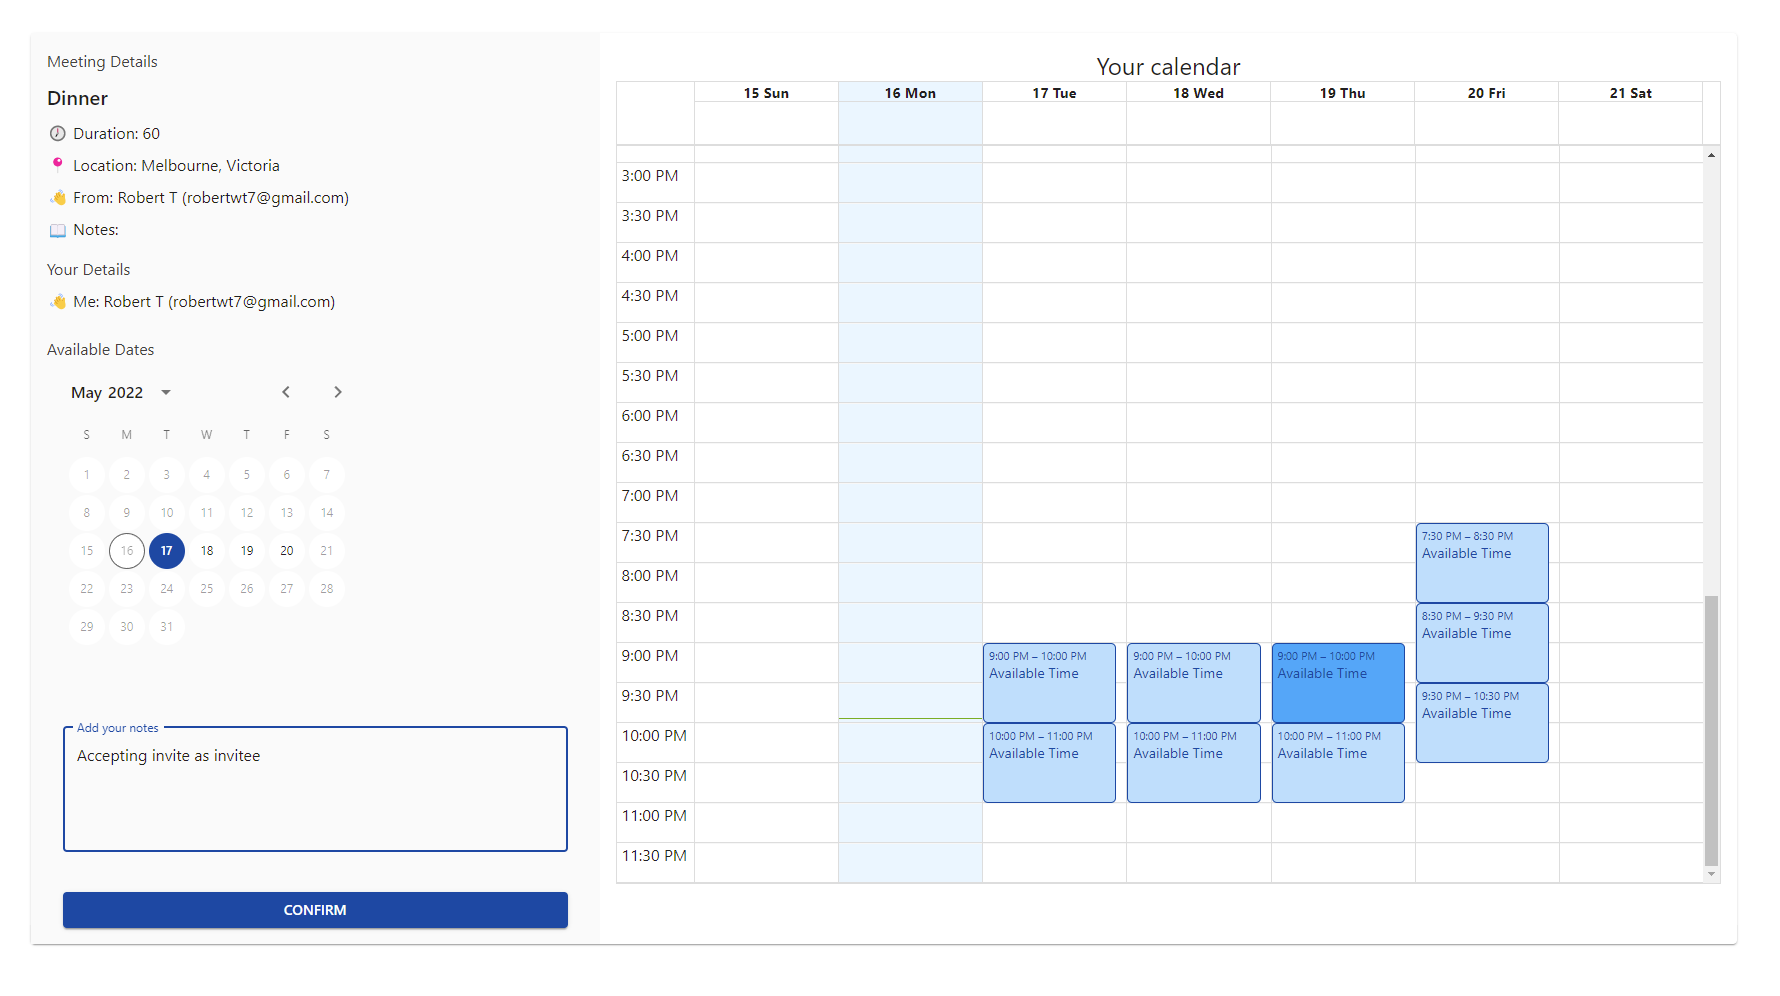 Meeting Details
Dinner
Duration: 60
Location: Melbourne, Victoria
From: Robert T (robertwt7@gmail.com)
Notes:
Your Details
Me: Robert T (robertwt7@gmail.com)
Available Dates
May 2022
S M T W T F S
1 2 3 4 5 6 7
8 9 10 11 12 13 14
15 16 17 18 19 20 21
22 23 24 25 26 27 28
29 30 31
Add your notes
Accepting invite as invitee
CONFIRM
Your calendar
15 Sun 16 Mon 17 Tue 18 Wed 19 Thu 20 Fri 21 Sat
3:00 PM
3:30 PM
4:00 PM
4:30 PM
5:00 PM
5:30 PM
6:00 PM
6:30 PM
7:00 PM
7:30 PM 7:30 PM – 8:30 PM
Available Time
8:00 PM
8:30 PM 8:30 PM – 9:30 PM
Available Time
9:00 PM 9:00 PM – 10:00 PM 9:00 PM – 10:00 PM 9:00 PM – 10:00 PM
Available Time Available Time Available Time
9:30 PM 9:30 PM – 10:30 PM
Available Time
10:00 PM 10:00 PM – 11:00 PM 10:00 PM – 11:00 PM 10:00 PM – 11:00 PM
Available Time Available Time Available Time
10:30 PM
11:00 PM
11:30 PM